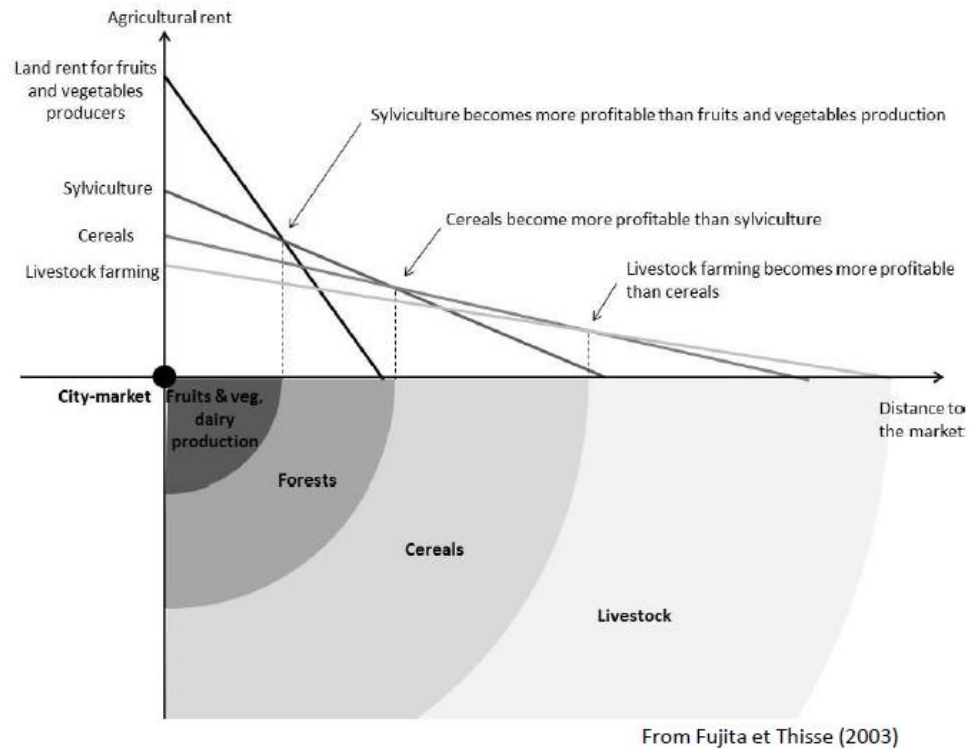 Agricultural rent
Land rent for fruits
and vegetables
producers
Sylviculture becomes more profitable than fruits and vegetables production
Sylviculture
Cereals become more profitable than sylviculture
Cereals
Livestock farming becomes more profitable
than cereals
Livestock farming
City-market
Fruits & veg,
dairy
production
Distance to
the market
Forests
Cereals
Livestock
From Fujita et Thisse (2003)